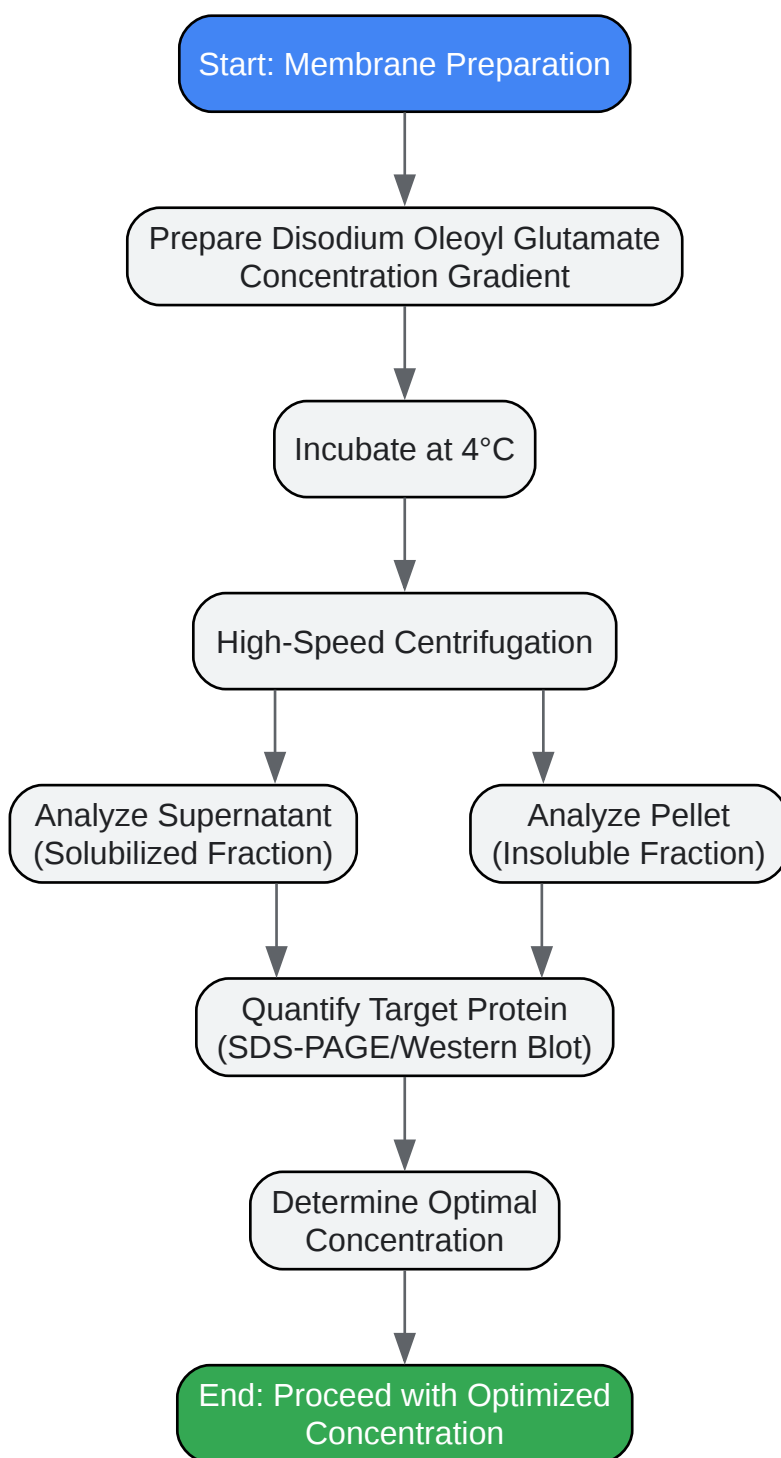 Start: Membrane Preparation
Prepare Disodium Oleoyl Glutamate
Concentration Gradient
Incubate at 4°C
High-Speed Centrifugation
Analyze Supernatant
(Solubilized Fraction)
Analyze Pellet
(Insoluble Fraction)
Quantify Target Protein
(SDS-PAGE/Western Blot)
Determine Optimal
Concentration
End: Proceed with Optimized
Concentration